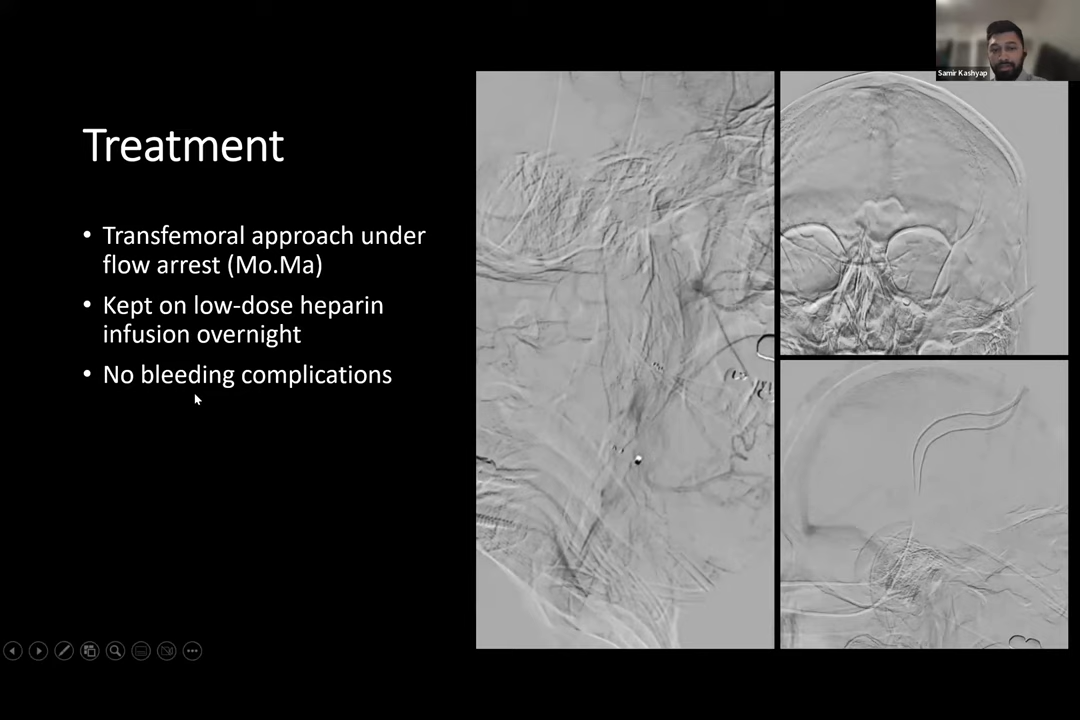 Samir Kashyap
Treatment
• Transfemoral approach under
flow arrest (Mo.Ma)
• Kept on low-dose heparin
infusion overnight
• No bleeding complications